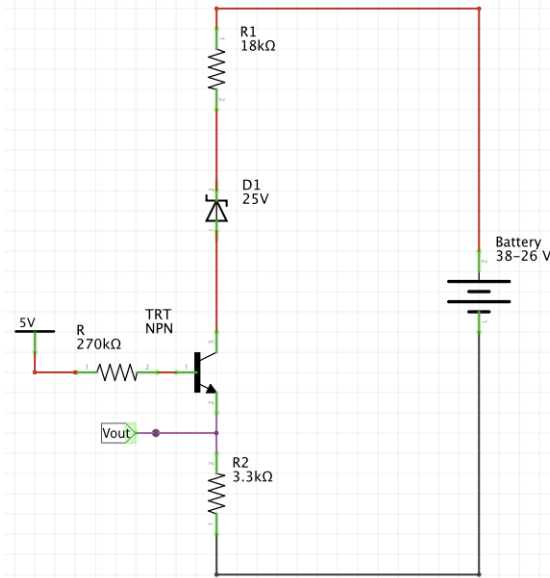 R1
18kΩ
D1
25V
Battery
38-26 V
TRT
NPN
5V
R
270kΩ
Vout
R2
3.3kΩ